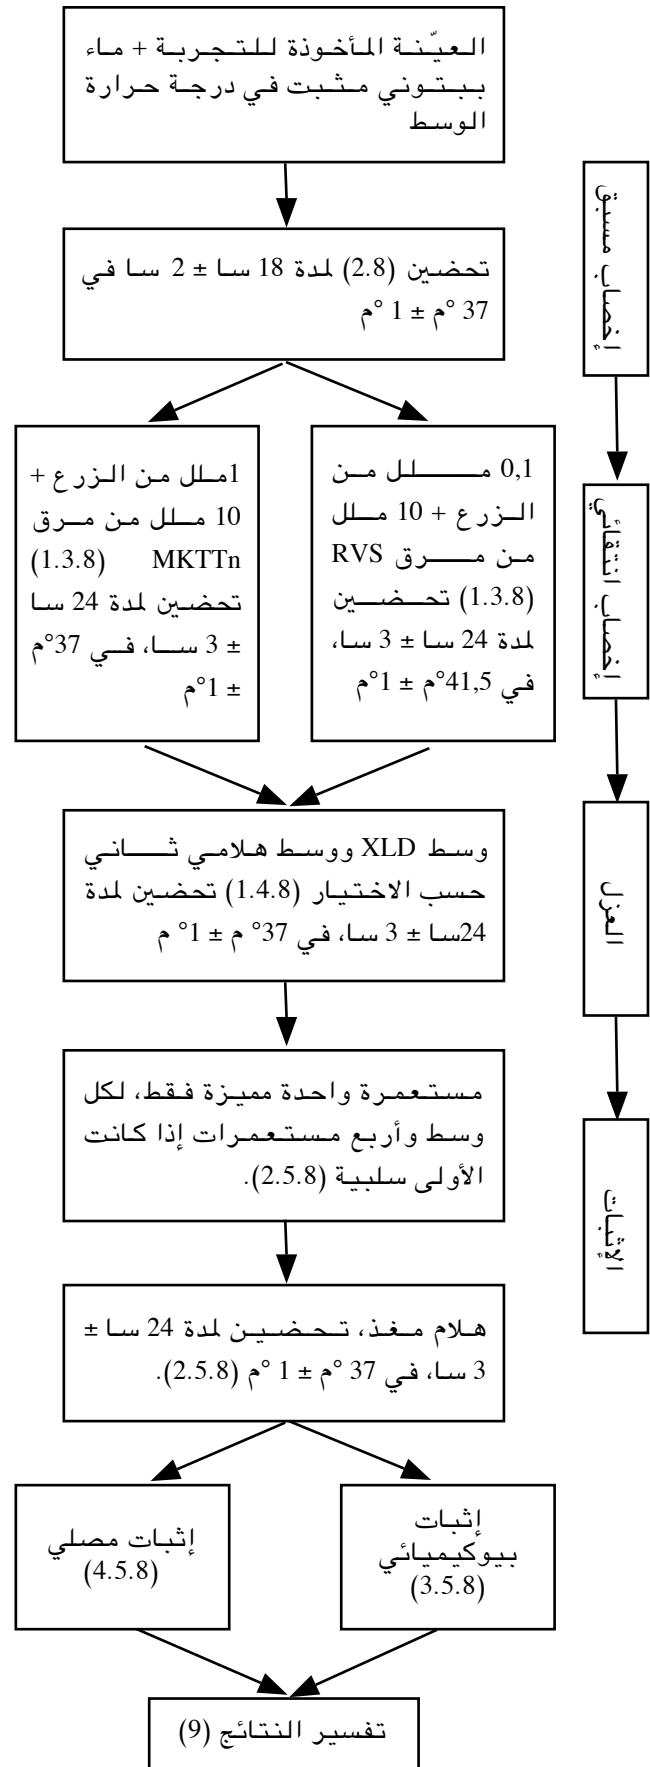 العيّنة المأخوذة للتجربة + ماء
ببتوني مثبت في درجة حرارة
الوسط
إخصاب مسبق
تحضين (2.8) لمدة 18 سا ± 2 سا في
37 °م ± 1 °م
0,1 ملل من
الزرع + 10 ملل
من مرق RVS
(1.3.8) تحضين
لمدة 24 سا ± 3 سا،
في 41,5°م ± 1°م
1ملل من الزرع +
10 ملل من مرق
MKTTn (1.3.8)
تحضين لمدة 24 سا
± 3 سا، في 37°م
± 1°م
إخصاب انتقائي
وسط XLD ووسط هلامي ثاني
حسب الاختيار (1.4.8) تحضين لمدة
24سا ± 3 سا، في 37° م ± 1° م
العزل
مستعمرة واحدة مميزة فقط، لكل
وسط وأربع مستعمرات إذا كانت
الأولى سلبية (2.5.8).
الإثبات
هلام مغذ، تحضين لمدة 24 سا ±
3 سا، في 37 °م ± 1 °م (2.5.8).
إثبات
بيوكيميائي
(3.5.8)
إثبات مصلي
(4.5.8)
تفسير النتائج (9)